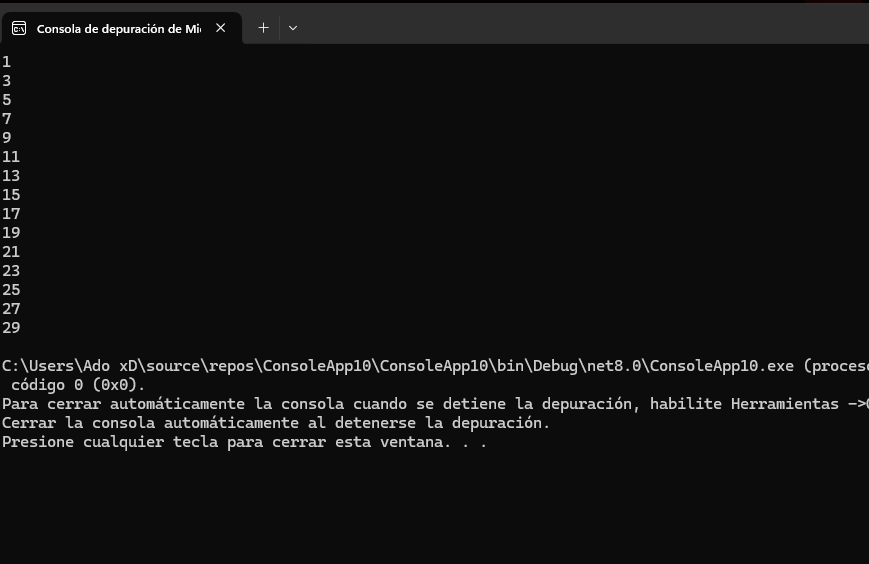 Consola de depuración de Mi
1
3
5
7
9
11
13
15
17
19
21
23
25
27
29
C:\Users\Ado xD\source\repos\ConsoleApp10\ConsoleApp10\bin\Debug\net8.0\ConsoleApp10.exe (proces
código 0 (0x0).
Para cerrar automáticamente la consola cuando se detiene la depuración, habilite Herramientas ->
Cerrar la consola automáticamente al detenerse la depuración.
Presione cualquier tecla para cerrar esta ventana. . .